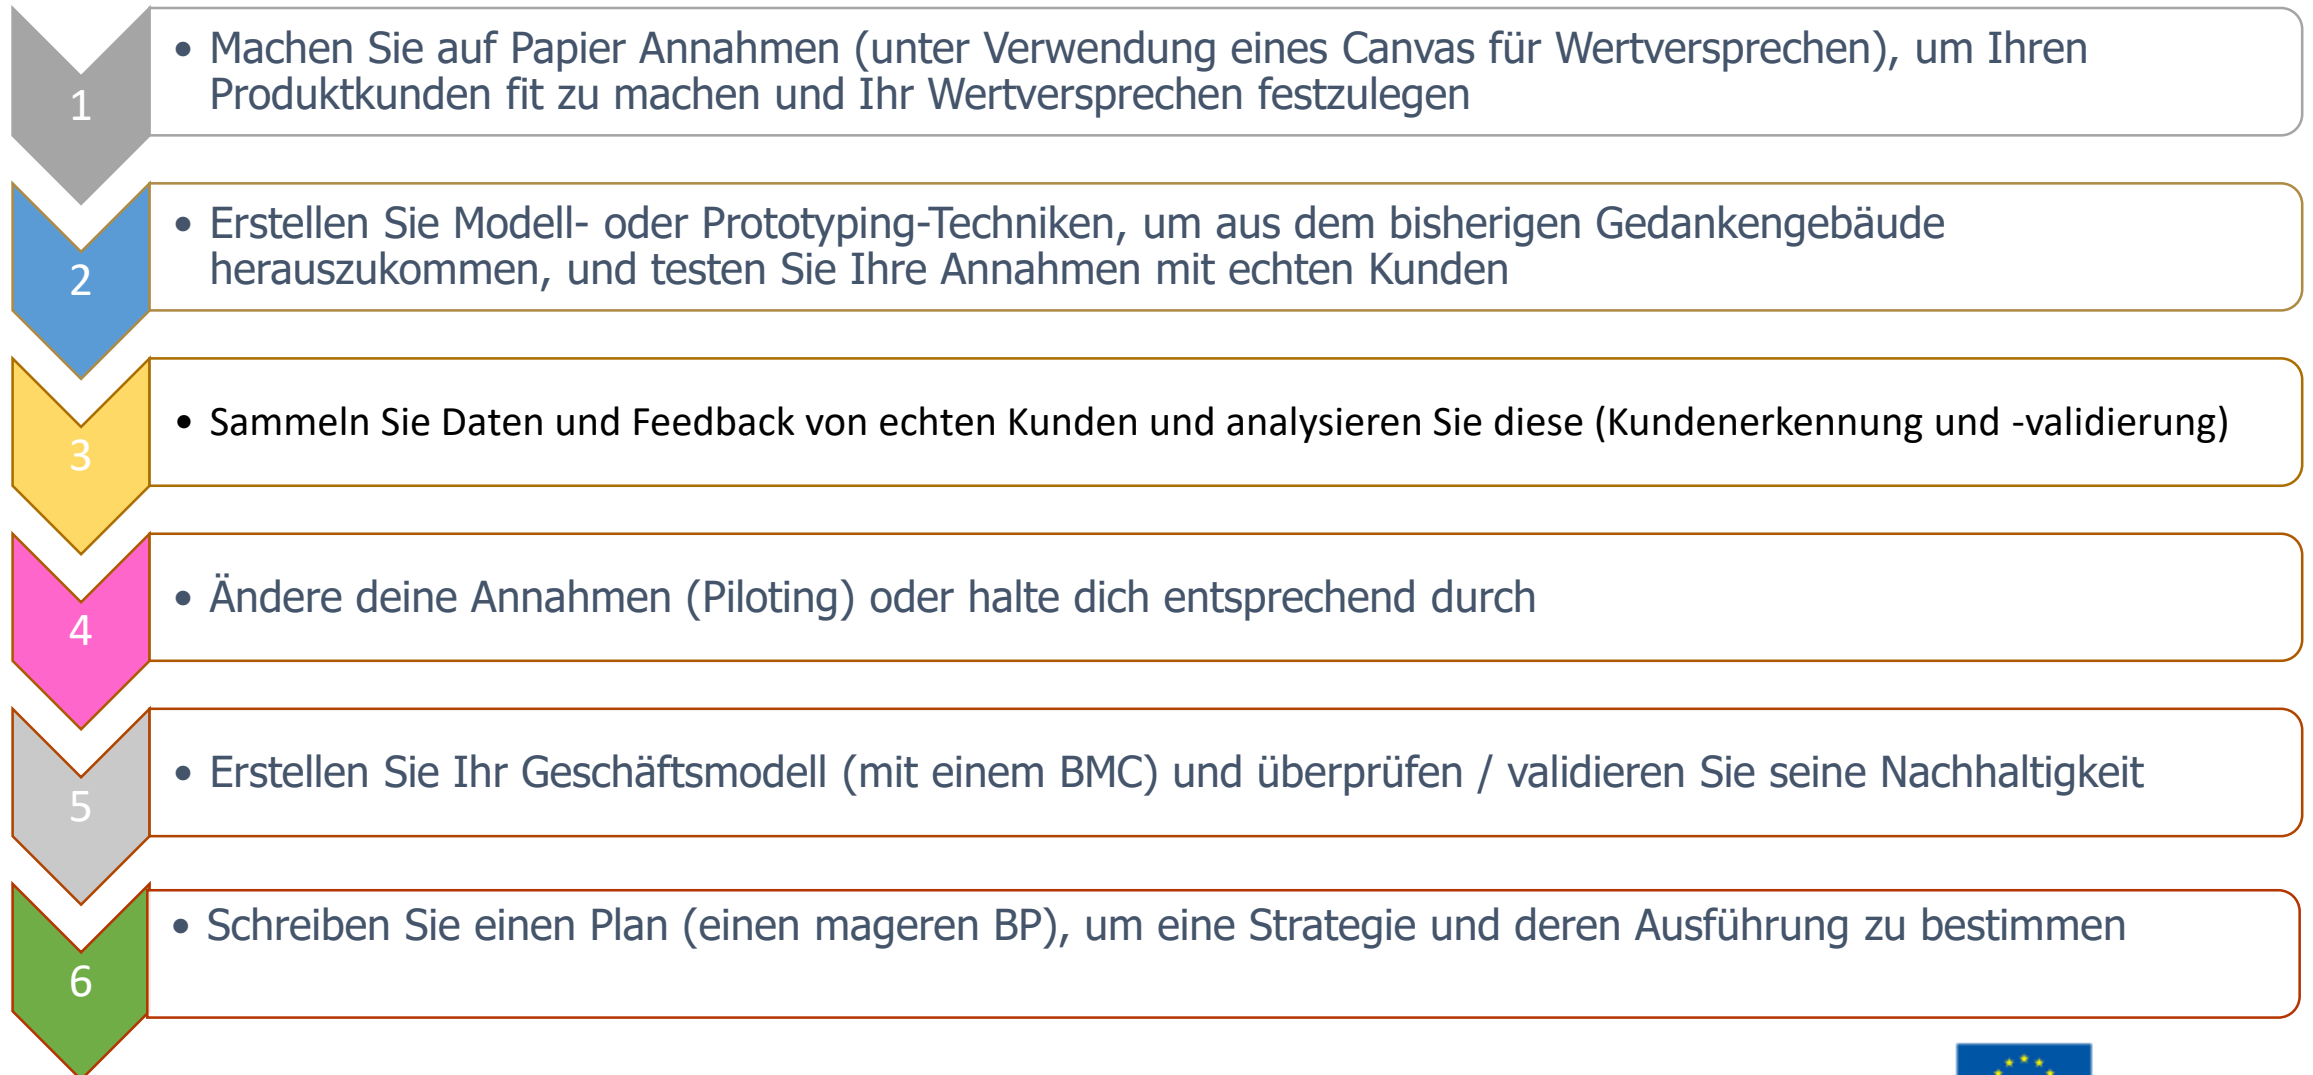 1
• Machen Sie auf Papier Annahmen (unter Verwendung eines Canvas für Wertversprechen), um Ihren
Produktkunden fit zu machen und Ihr Wertversprechen festzulegen
2
• Erstellen Sie Modell- oder Prototyping-Techniken, um aus dem bisherigen Gedankengebäude
herauszukommen, und testen Sie Ihre Annahmen mit echten Kunden
3
• Sammeln Sie Daten und Feedback von echten Kunden und analysieren Sie diese (Kundenerkennung und -validierung)
4
• Ändere deine Annahmen (Piloting) oder halte dich entsprechend durch
5
• Erstellen Sie Ihr Geschäftsmodell (mit einem BMC) und überprüfen / validieren Sie seine Nachhaltigkeit
6
• Schreiben Sie einen Plan (einen mageren BP), um eine Strategie und deren Ausführung zu bestimmen